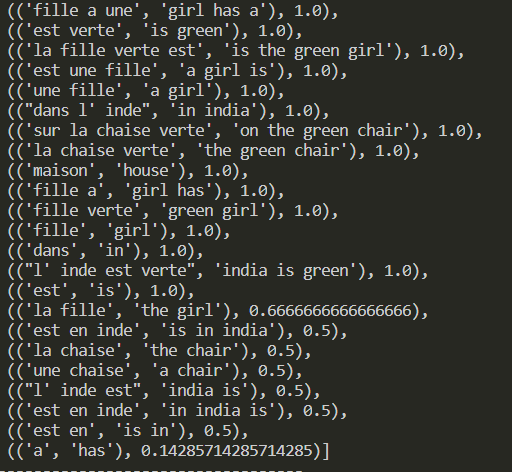 (('fille a une', 'girl has a'), 1.0),
(('est verte', 'is green'), 1.0),
(('la fille verte est', 'is the green girl'), 1.0),
(('est une fille', 'a girl is'), 1.0),
(('une fille', 'a girl'), 1.0),
(("dans l' inde", 'in india'), 1.0),
(('sur la chaise verte', 'on the green chair'), 1.0),
(('la chaise verte', 'the green chair'), 1.0),
(('maison', 'house'), 1.0),
(('fille a', 'girl has'), 1.0),
(('fille verte', 'green girl'), 1.0),
(('fille', 'girl'), 1.0),
(('dans', 'in'), 1.0),
(("l' inde est verte", 'india is green'), 1.0),
(('est', 'is'), 1.0),
(('la fille', 'the girl'), 0.6666666666666666),
(('est en inde', 'is in india'), 0.5),
(('la chaise', 'the chair'), 0.5),
(('une chaise', 'a chair'), 0.5),
(("l' inde est", 'india is'), 0.5),
(('est en inde', 'in india is'), 0.5),
(('est en', 'is in'), 0.5),
(('a', 'has'), 0.14285714285714285)]